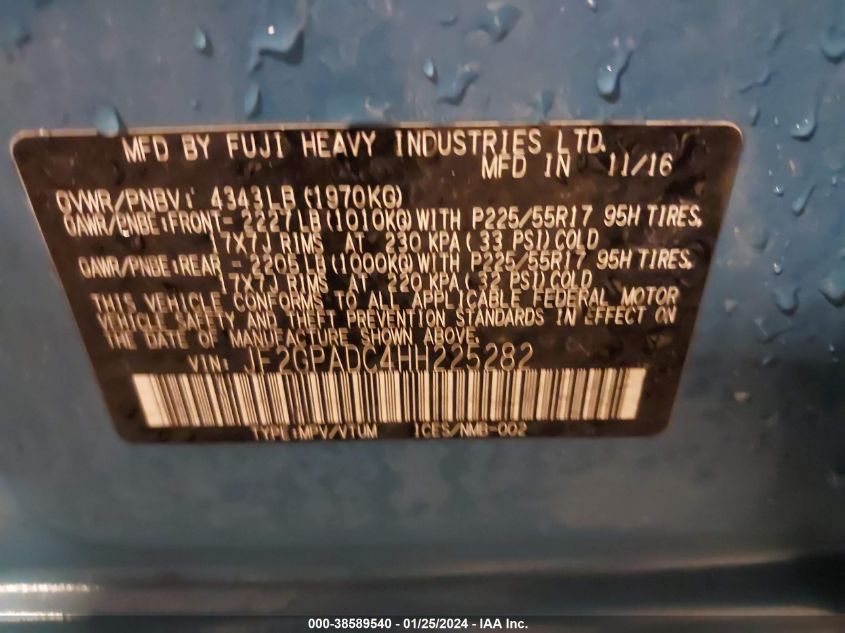 MFD BY FUJI HEAVY INDUSTRIES LTD.
MFD IN 11/16
GVWR/PNBV: 4343LB(1970KG)
GAWR/PNBE:FRONT- 2227LB(1010KG)WITH P225/55R17 95H TIRES,
17X7J RIMS AT 230 KPA(33 PSI)COLD
GAWR/PNBE:REAR - 2205LB(1000KG)WITH P225/55R17 95H TIRES,
17X7J RIMS AT 220 KPA(32 PSI)COLD
THIS VEHICLE CONFORMS TO ALL APPLICABLE FEDERAL MOTOR
VEHICLE SAFETY AND THEFT PREVENTION STANDARDS IN EFFECT ON
THE DATE OF MANUFACTURE SHOWN ABOVE.
VIN: JF2GPADC4HH225282
TYPE:MPV/VTUM ICES/NMB-002
000-38589540 - 01/25/2024 - IAA Inc.